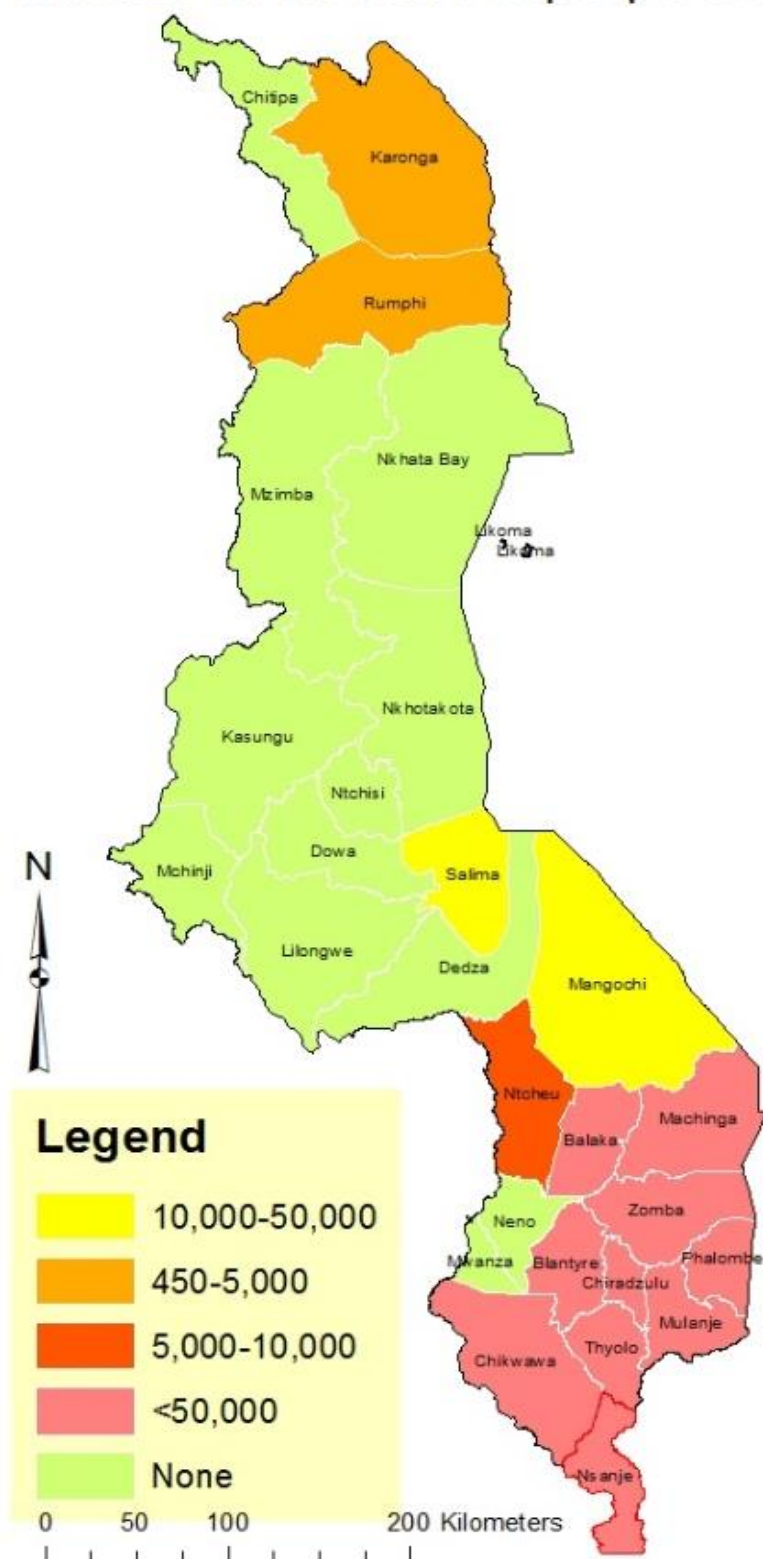 Chitipa
Karonga
Rumphi
Nkhata Bay
Mzimba
Likoma
Likoma
Nkhotakota
Kasungu
Ntchisi
Dowa
Mchinji
Salima
Lilongwe
Dedza
Mangochi
N
Ntcheu
Machinga
Balaka
Zomba
Neno
Phalombe
Mwanza
Blantyre
Chiradzulu
Mulanje
Thyolo
Chikwawa
Nsanje
Legend
10,000-50,000
450-5,000
5,000-10,000
<50,000
None
0 50 100 200 Kilometers